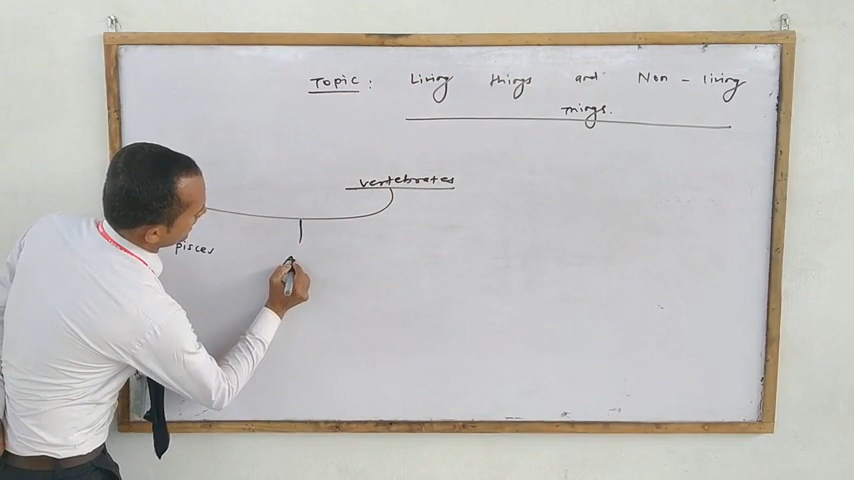 Topic : Living things and Non - living
Things.
vertebrates
pisces